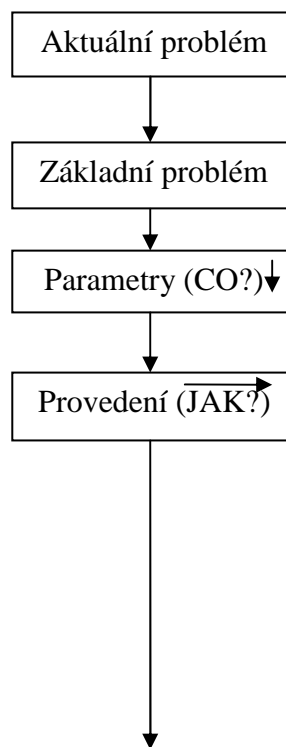 Aktuální problém
Základní problém
Parametry (CO?)
Provedení (JAK?)